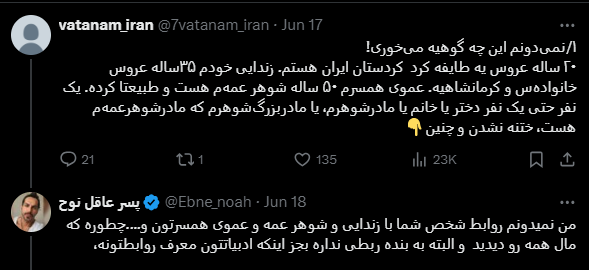 vatanam_iran @7vatanam_iran · Jun 17
۱/نمی‌دونم این چه گوهیه می‌خوری!
۲۰ ساله عروس یه طایفه کرد کردستان ایران هستم. زندایی خودم ۳۵ساله عروس
خانواده‌س و کرمانشاهیه. عموی همسرم ۵۰ ساله شوهر عمه‌م هست و طبیعتا کرده. یک
نفر حتی یک نفر دختر یا خانم یا مادرشوهرم، یا مادربزرگ‌شوهرم که مادرشوهرعمه‌م
هست، ختنه نشدن و چنین 👇
21 1 135 23K
پسر عاقل نوح @Ebne_noah · Jun 18
من نمیدونم روابط شخص شما با زندایی و شوهر عمه و عموی همسرتون و....چطوره که
مال همه رو دیدید و البته به بنده ربطی نداره بجز اینکه ادبیاتتون معرف روابطتونه،